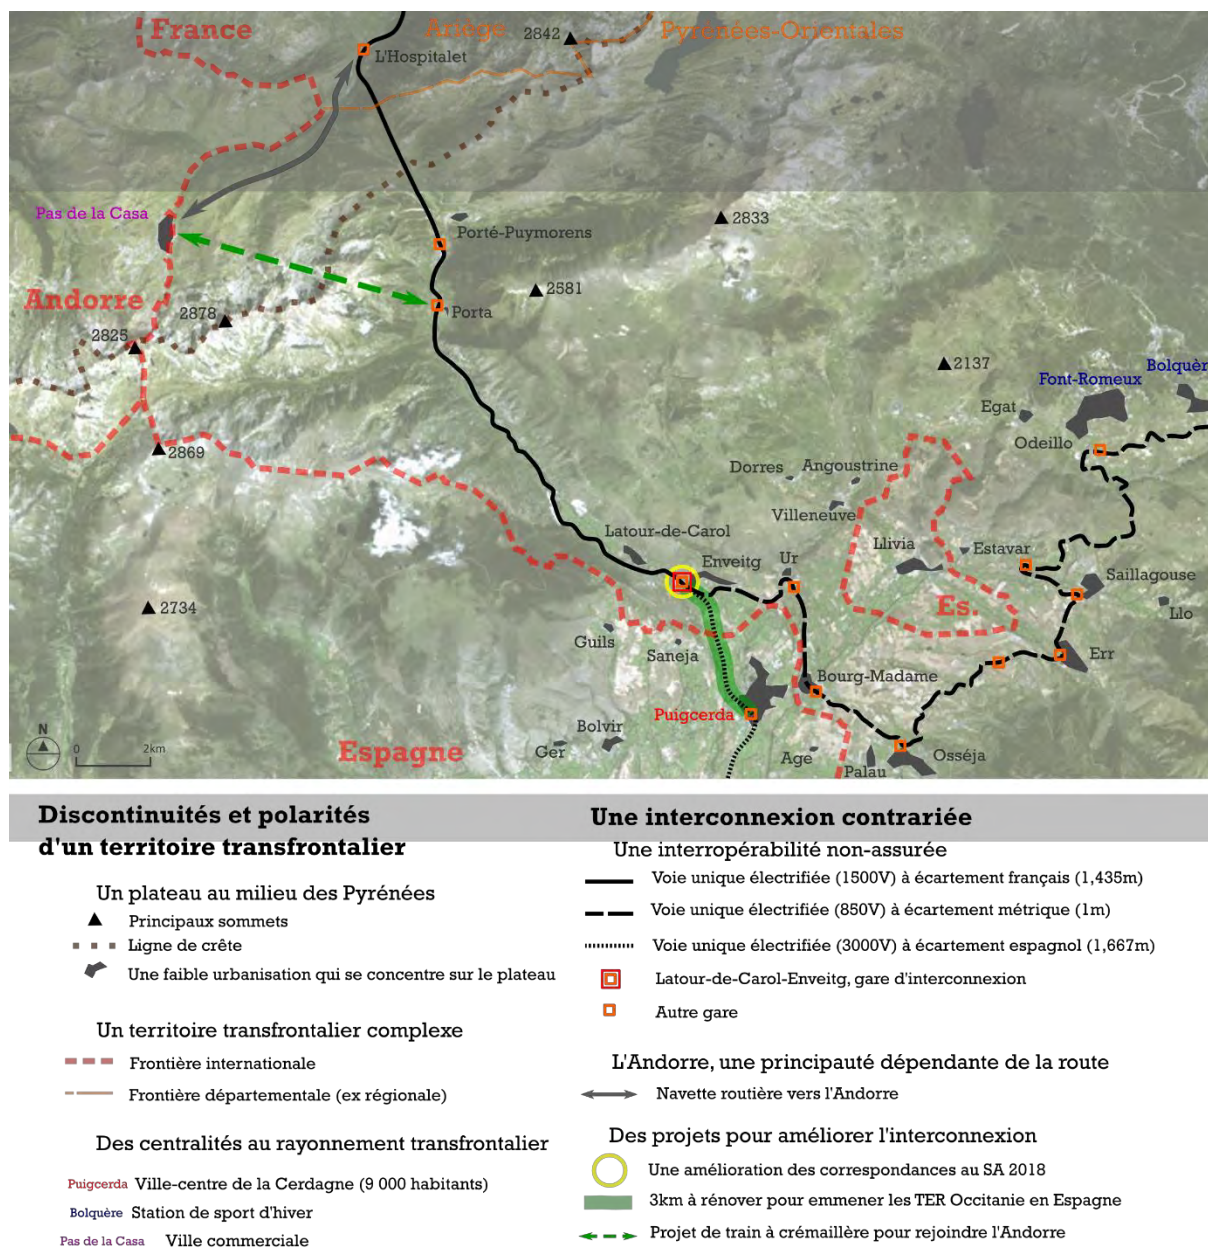 France
Ariège
2842
Pyrénées-Orientales
L'Hospitalet
Pas de la Casa
Porté-Puymorens
2833
Andorre
2581
2878
Porta
2825
2137
Bolquèr
Font-Romeux
Egat
Odeillo
2869
Dorres
Angoustrine
Villeneuve
Latour-de-Carol
Enveitg
Ur
Llivia
Estavar
Saillagouse
2734
Es.
Llo
Guils
Saneja
Err
Bourg-Madame
Puigcerda
Bolvir
Espagne
Ger
Age
Palau
Osséja
N
0 2km
Discontinuités et polarités
d'un territoire transfrontalier
Un plateau au milieu des Pyrénées
Principaux sommets
Ligne de crête
Une faible urbanisation qui se concentre sur le plateau
Un territoire transfrontalier complexe
Frontière internationale
Frontière départementale (ex régionale)
Des centralités au rayonnement transfrontalier
Puigcerda Ville-centre de la Cerdagne (9 000 habitants)
Bolquère Station de sport d'hiver
Pas de la Casa Ville commerciale
Une interconnexion contrariée
Une interropérabilité non-assurée
Voie unique électrifiée (1500V) à écartement français (1,435m)
Voie unique électrifiée (850V) à écartement métrique (1m)
Voie unique électrifiée (3000V) à écartement espagnol (1,667m)
Latour-de-Carol-Enveitg, gare d'interconnexion
Autre gare
L'Andorre, une principauté dépendante de la route
Navette routière vers l'Andorre
Des projets pour améliorer l'interconnexion
Une amélioration des correspondances au SA 2018
3km à rénover pour emmener les TER Occitanie en Espagne
Projet de train à crémaillère pour rejoindre l'Andorre